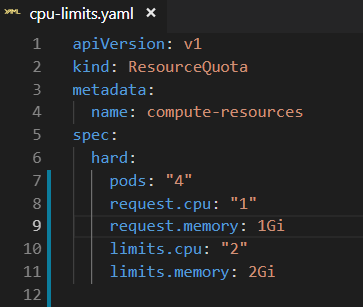 YAML cpu-limits.yaml ×
1 apiVersion: v1
2 kind: ResourceQuota
3 metadata:
4   name: compute-resources
5 spec:
6   hard:
7     pods: "4"
8     request.cpu: "1"
9     request.memory: 1Gi
10     limits.cpu: "2"
11     limits.memory: 2Gi
12